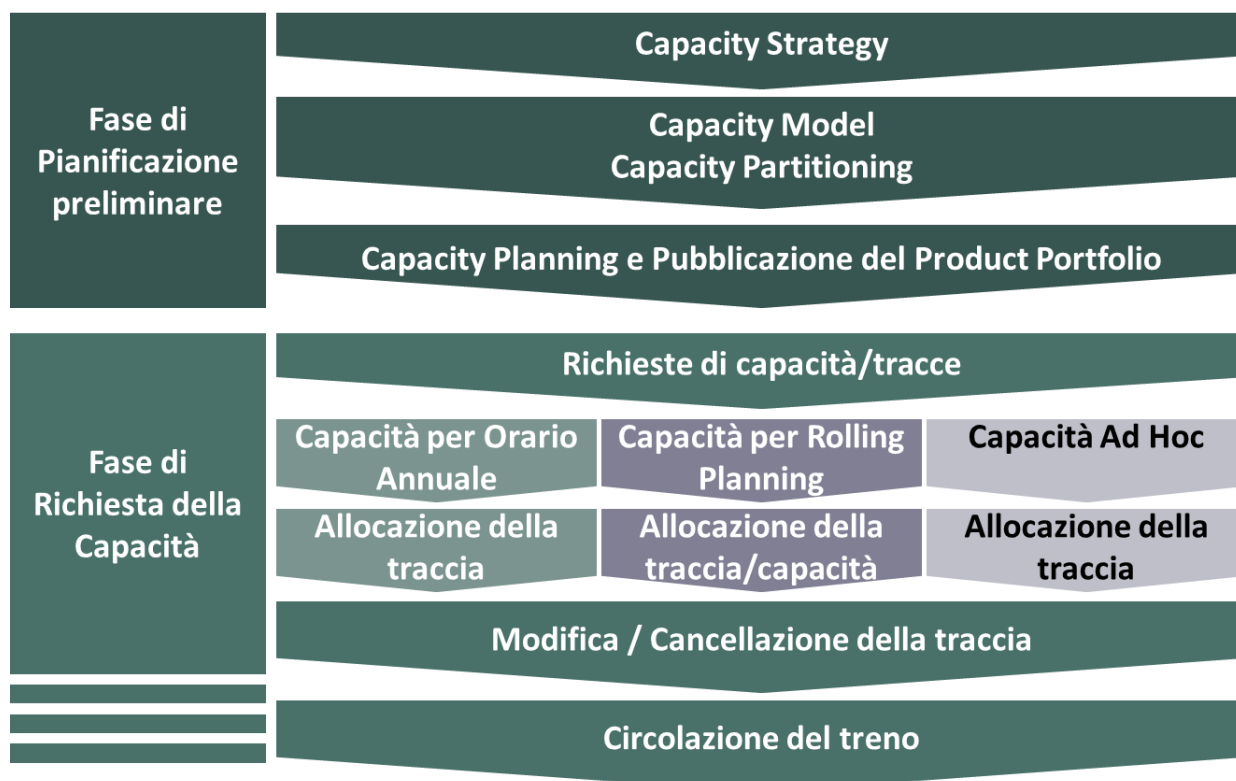 Fase di
Pianificazione
preliminare
Capacity Strategy
Capacity Model
Capacity Partitioning
Capacity Planning e Pubblicazione del Product Portfolio
Fase di
Richiesta della
Capacità
Richieste di capacità/tracce
Capacità per Orario
Annuale
Capacità per Rolling
Planning
Capacità Ad Hoc
Allocazione della
traccia
Allocazione della
traccia/capacità
Allocazione della
traccia
Modifica / Cancellazione della traccia
Circolazione del treno